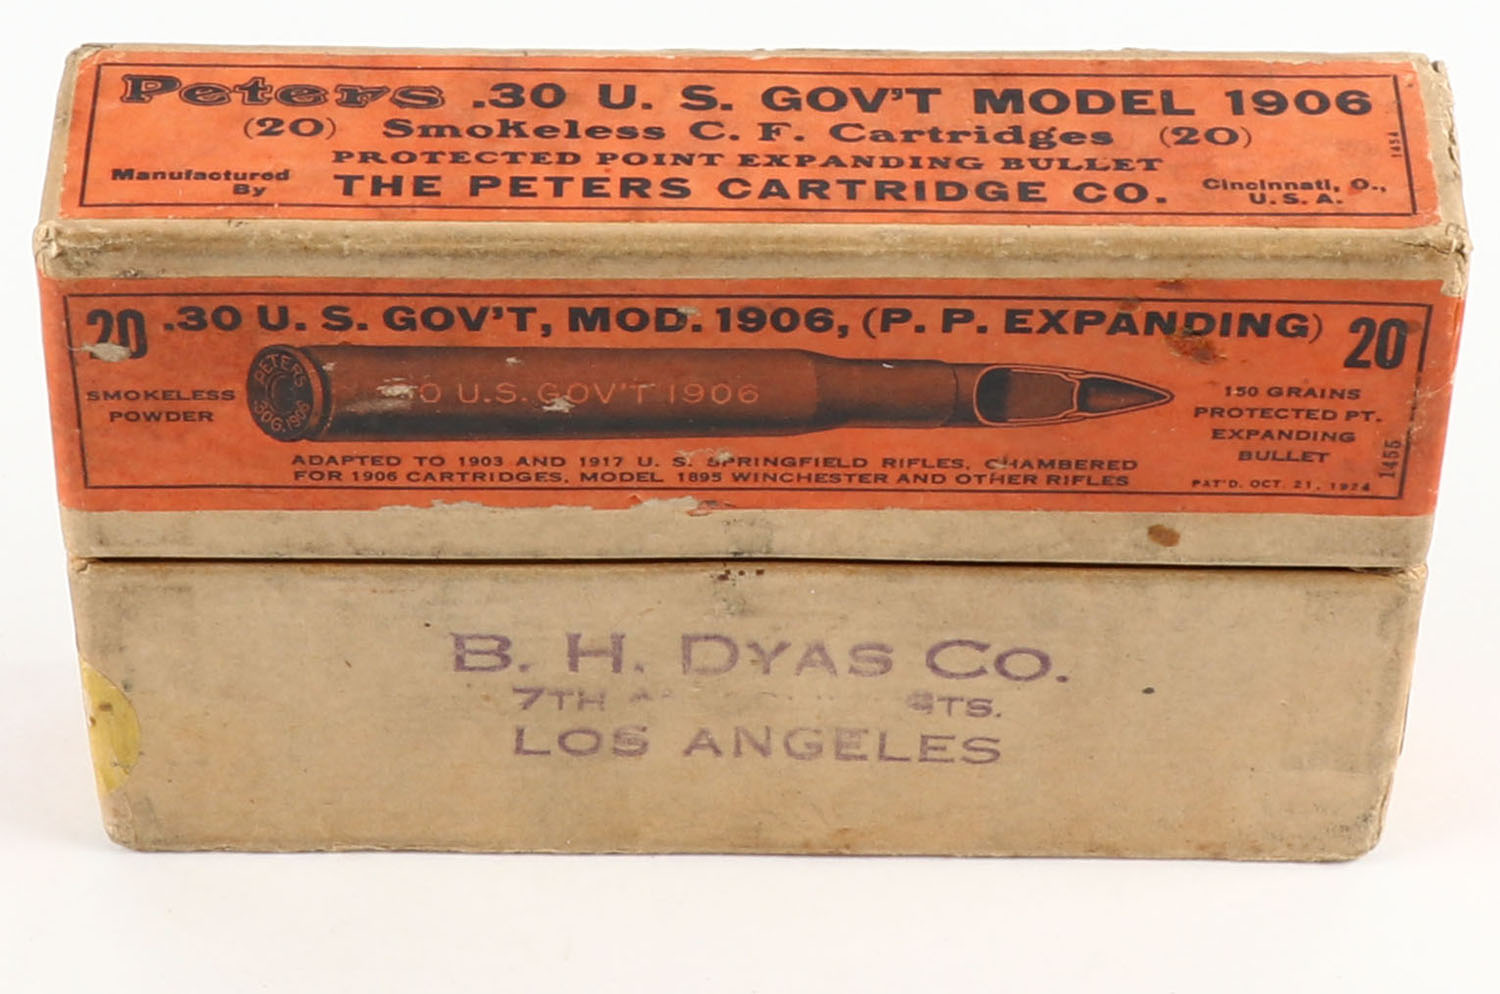 Peters .30 U. S. GOV'T MODEL 1906
(20) Smokeless C. F. Cartridges (20)
PROTECTED POINT EXPANDING BULLET
Manufactured By THE PETERS CARTRIDGE CO. Cincinnati, O., U. S. A.
1454
20 .30 U. S. GOV'T, MOD. 1906, (P. P. EXPANDING) 20
SMOKELESS
POWDER
PETERS
30 G. 1906
30 U.S. GOV'T 1906
150 GRAINS
PROTECTED PT.
EXPANDING
BULLET
ADAPTED TO 1903 AND 1917 U. S. SPRINGFIELD RIFLES, CHAMBERED
FOR 1906 CARTRIDGES, MODEL 1895 WINCHESTER AND OTHER RIFLES
PAT'D. OCT. 21, 1924
1455
B. H. DYAS CO.
7TH STS.
LOS ANGELES